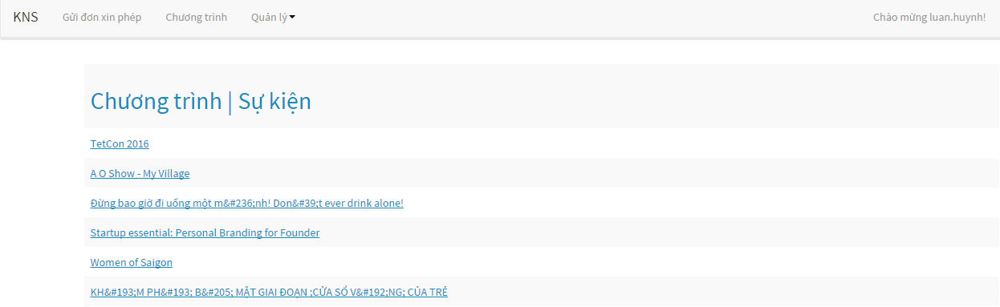 KNS Gửi đơn xin phép Chương trình Quản lý Chào mừng luan.huynh!
Chương trình | Sự kiện
TetCon 2016
A O Show - My Village
Đừng bao giờ đi uống một m&#236;nh! Don&#39;t ever drink alone!
Startup essential: Personal Branding for Founder
Women of Saigon
KH&#193;M PH&#193; B&#205; MẬT GIAI ĐOẠN ;CỬA SỔ V&#192;NG; CỦA TRẺ